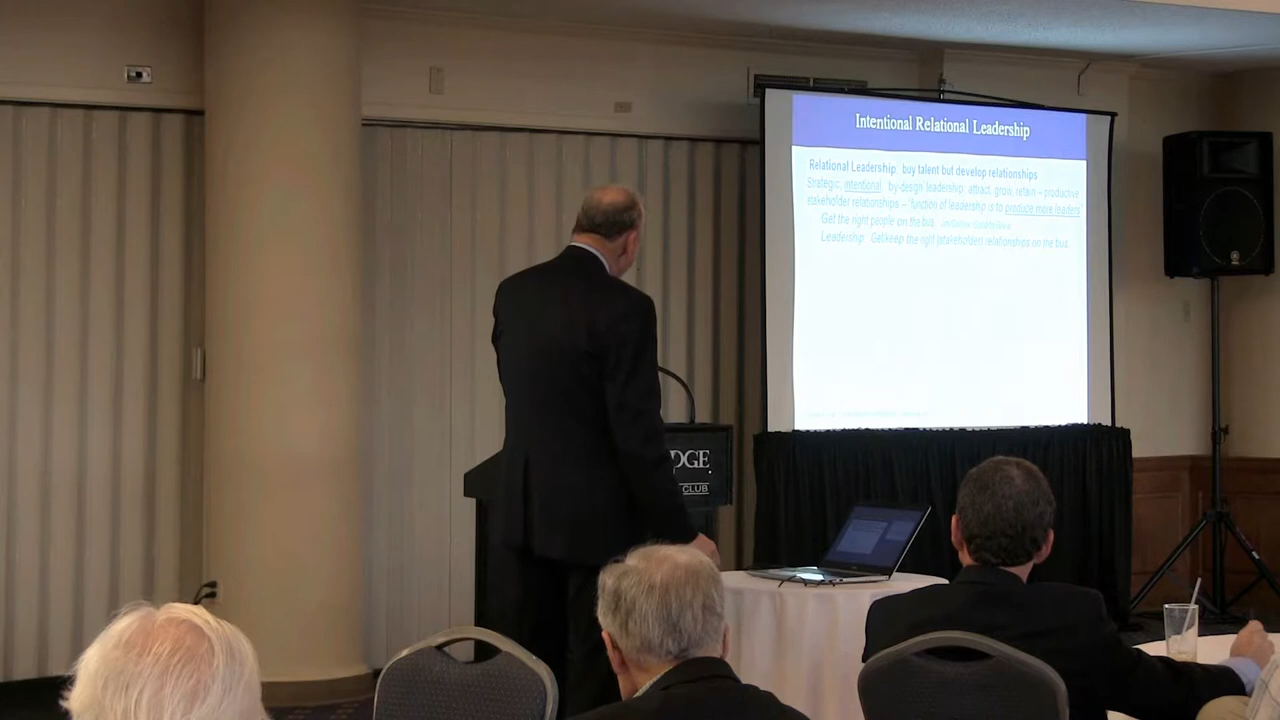 Intentional Relational Leadership
Relational Leadership: buy talent but develop relationships
Strategic, intentional, by-design leadership: attract, grow, retain – productive
stakeholder relationships – "function of leadership is to produce more leaders"
Get the right people on the bus.
Leadership: Get/keep the right (stakeholder) relationships on the bus.
DGE
CLUB